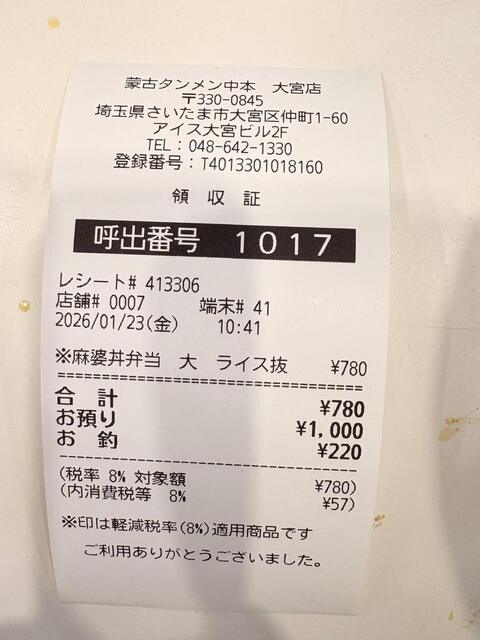 蒙古タンメン中本 大宮店
〒330-0845
埼玉県さいたま市大宮区仲町1-60
アイス大宮ビル2F
TEL：048-642-1330
登録番号：T4013301018160
領 収 証
呼出番号 1017
レシート# 413306
店舗# 0007 端末# 41
2026/01/23(金) 10:41
※麻婆丼弁当 大 ライス抜 ¥780
合 計 ¥780
お預り ¥1,000
お 釣 ¥220
(税率 8% 対象額 ¥780)
(内消費税等 8% ¥57)
※印は軽減税率(8%)適用商品です
ご利用ありがとうございました。